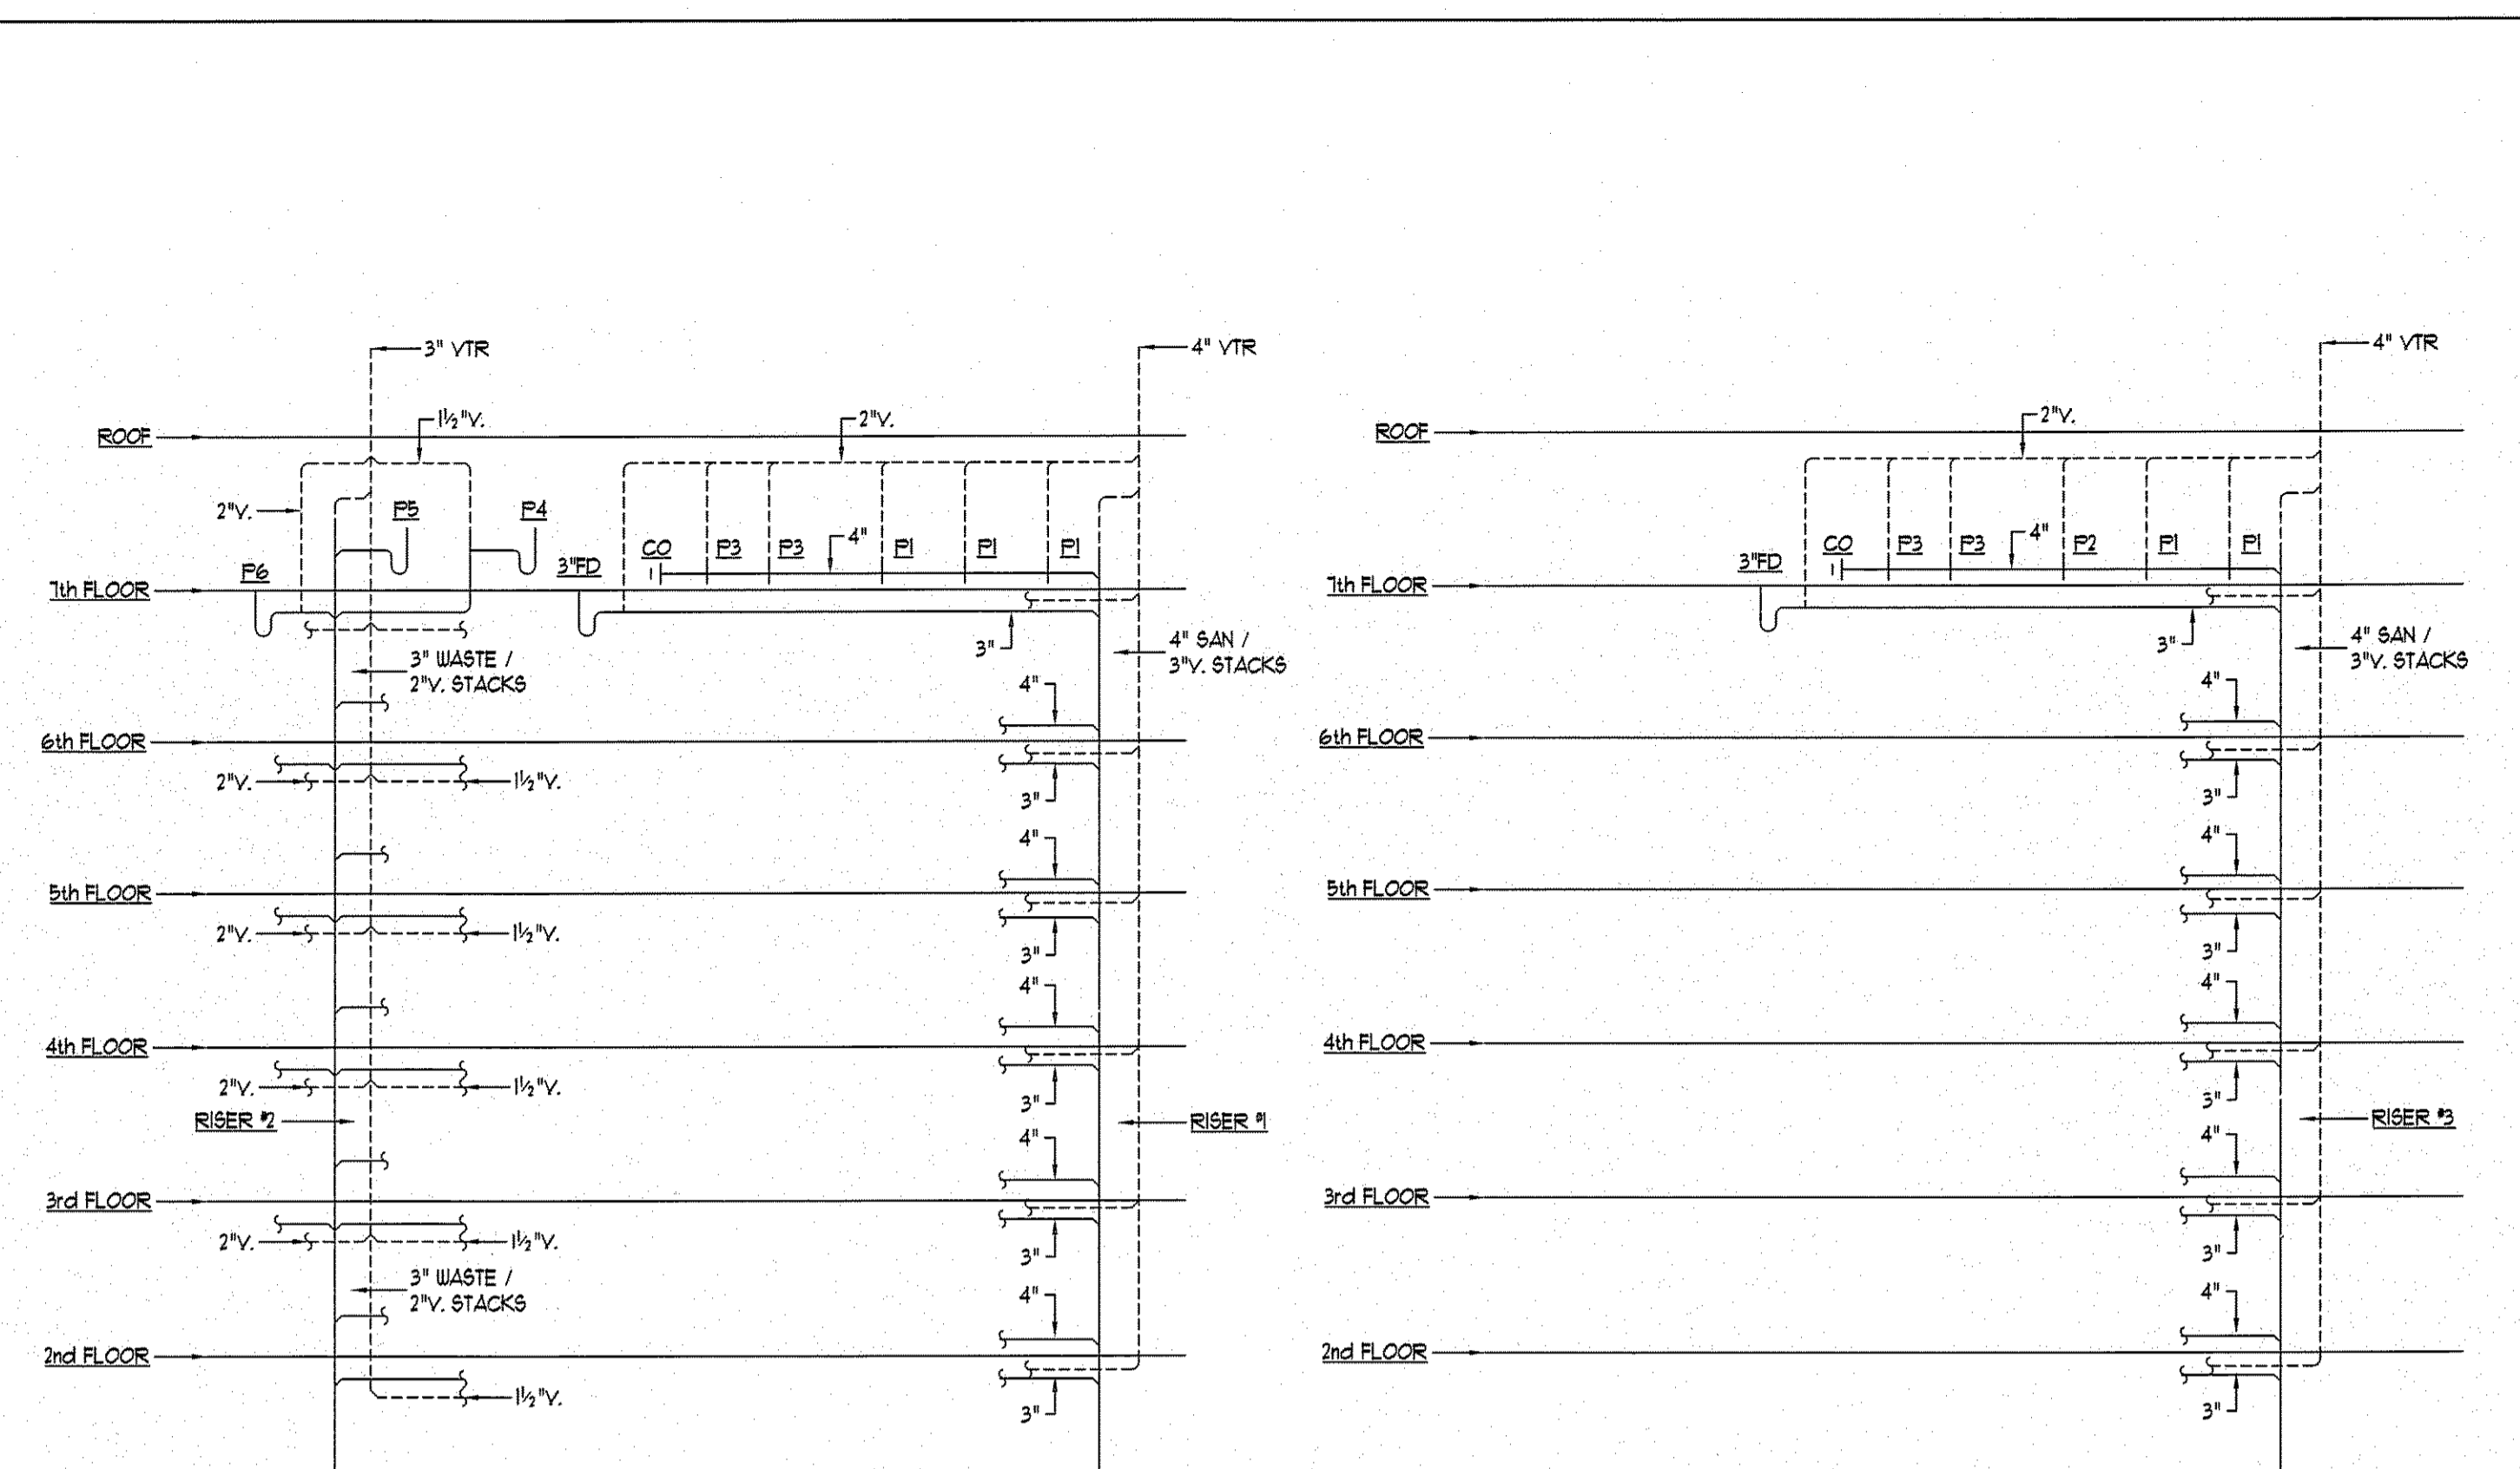 3" VTR
4" VTR
4" VTR
1½"V.
2"V.
2"V.
ROOF
ROOF
2"V.
P5
P4
P6
3"FD
CO
P3
P3
4"
P1
P1
P1
3"FD
CO
P3
P3
4"
P2
P1
P1
7th FLOOR
7th FLOOR
3"
4" SAN /
3"V. STACKS
3"
4" SAN /
3"V. STACKS
3" WASTE /
2"V. STACKS
4"
4"
6th FLOOR
6th FLOOR
2"V.
1½"V.
3"
3"
4"
4"
5th FLOOR
5th FLOOR
2"V.
1½"V.
3"
3"
4"
4"
4th FLOOR
4th FLOOR
2"V.
1½"V.
3"
3"
RISER #2
RISER #1
RISER #3
4"
4"
3rd FLOOR
3rd FLOOR
2"V.
1½"V.
3"
3"
3" WASTE /
2"V. STACKS
4"
4"
2nd FLOOR
2nd FLOOR
1½"V.
3"
3"